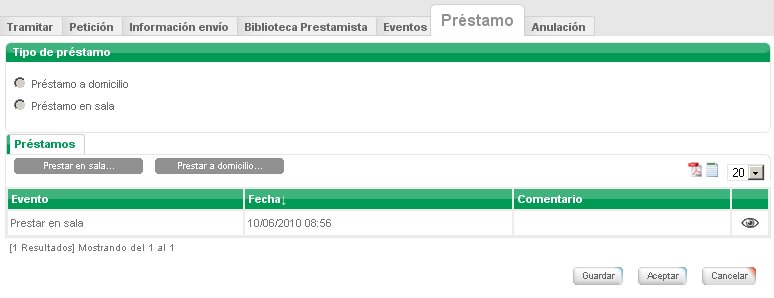 Tramitar Petición Información envío Biblioteca Prestamista Eventos Préstamo Anulación
Tipo de préstamo
Préstamo a domicilio
Préstamo en sala
Préstamos
Prestar en sala... Prestar a domicilio... 20
Evento Fecha↓ Comentario
Prestar en sala 10/06/2010 08:56
[1 Resultados] Mostrando del 1 al 1
Guardar Aceptar Cancelar